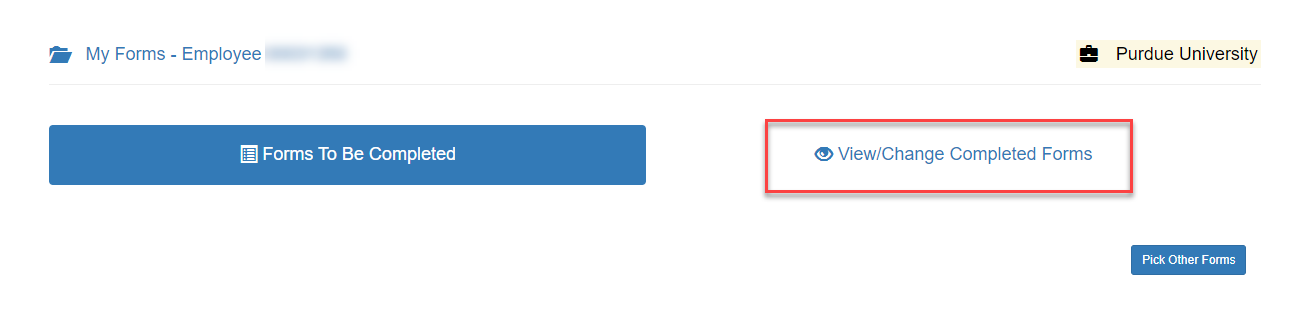 My Forms - Employee
Purdue University
Forms To Be Completed
View/Change Completed Forms
Pick Other Forms